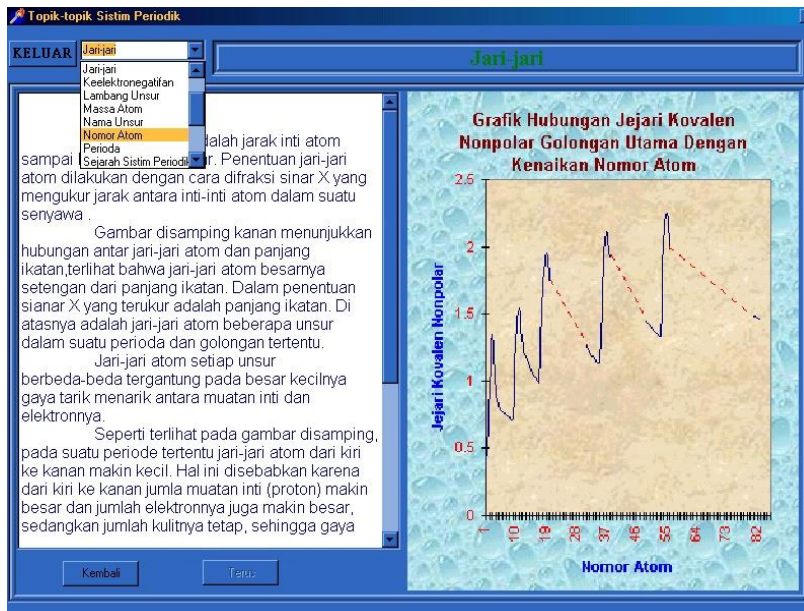 Topik-topik Sistim Periodik
KELUAR
Jari-jari
Jari-jari
Jari-jari
Keelektronegatifan
Lambang Unsur
Massa Atom
Nama Unsur
Nomor Atom
Perioda
Sejarah Sistim Periodik
dalah jarak inti atom
sampai r. Penentuan jari-jari
atom dilakukan dengan cara difraksi sinar X yang
mengukur jarak antara inti-inti atom dalam suatu
senyawa .
Gambar disamping kanan menunjukkan
hubungan antar jari-jari atom dan panjang
ikatan,terlihat bahwa jari-jari atom besarnya
setengan dari panjang ikatan. Dalam penentuan
sianar X yang terukur adalah panjang ikatan. Di
atasnya adalah jari-jari atom beberapa unsur
dalam suatu perioda dan golongan tertentu.
Jari-jari atom setiap unsur
berbeda-beda tergantung pada besar kecilnya
gaya tarik menarik antara muatan inti dan
elektronnya.
Seperti terlihat pada gambar disamping,
pada suatu periode tertentu jari-jari atom dari kiri
ke kanan makin kecil. Hal ini disebabkan karena
dari kiri ke kanan jumla muatan inti (proton) makin
besar dan jumlah elektronnya juga makin besar,
sedangkan jumlah kulitnya tetap, sehingga gaya
Kembali
Terus
Grafik Hubungan Jejari Kovalen
Nonpolar Golongan Utama Dengan
Kenaikan Nomor Atom
Jejari Kovalen Nonpolar
2.5
2
1.5
1
0.5
0
1 10 19 28 37 46 55 64 73 82
Nomor Atom